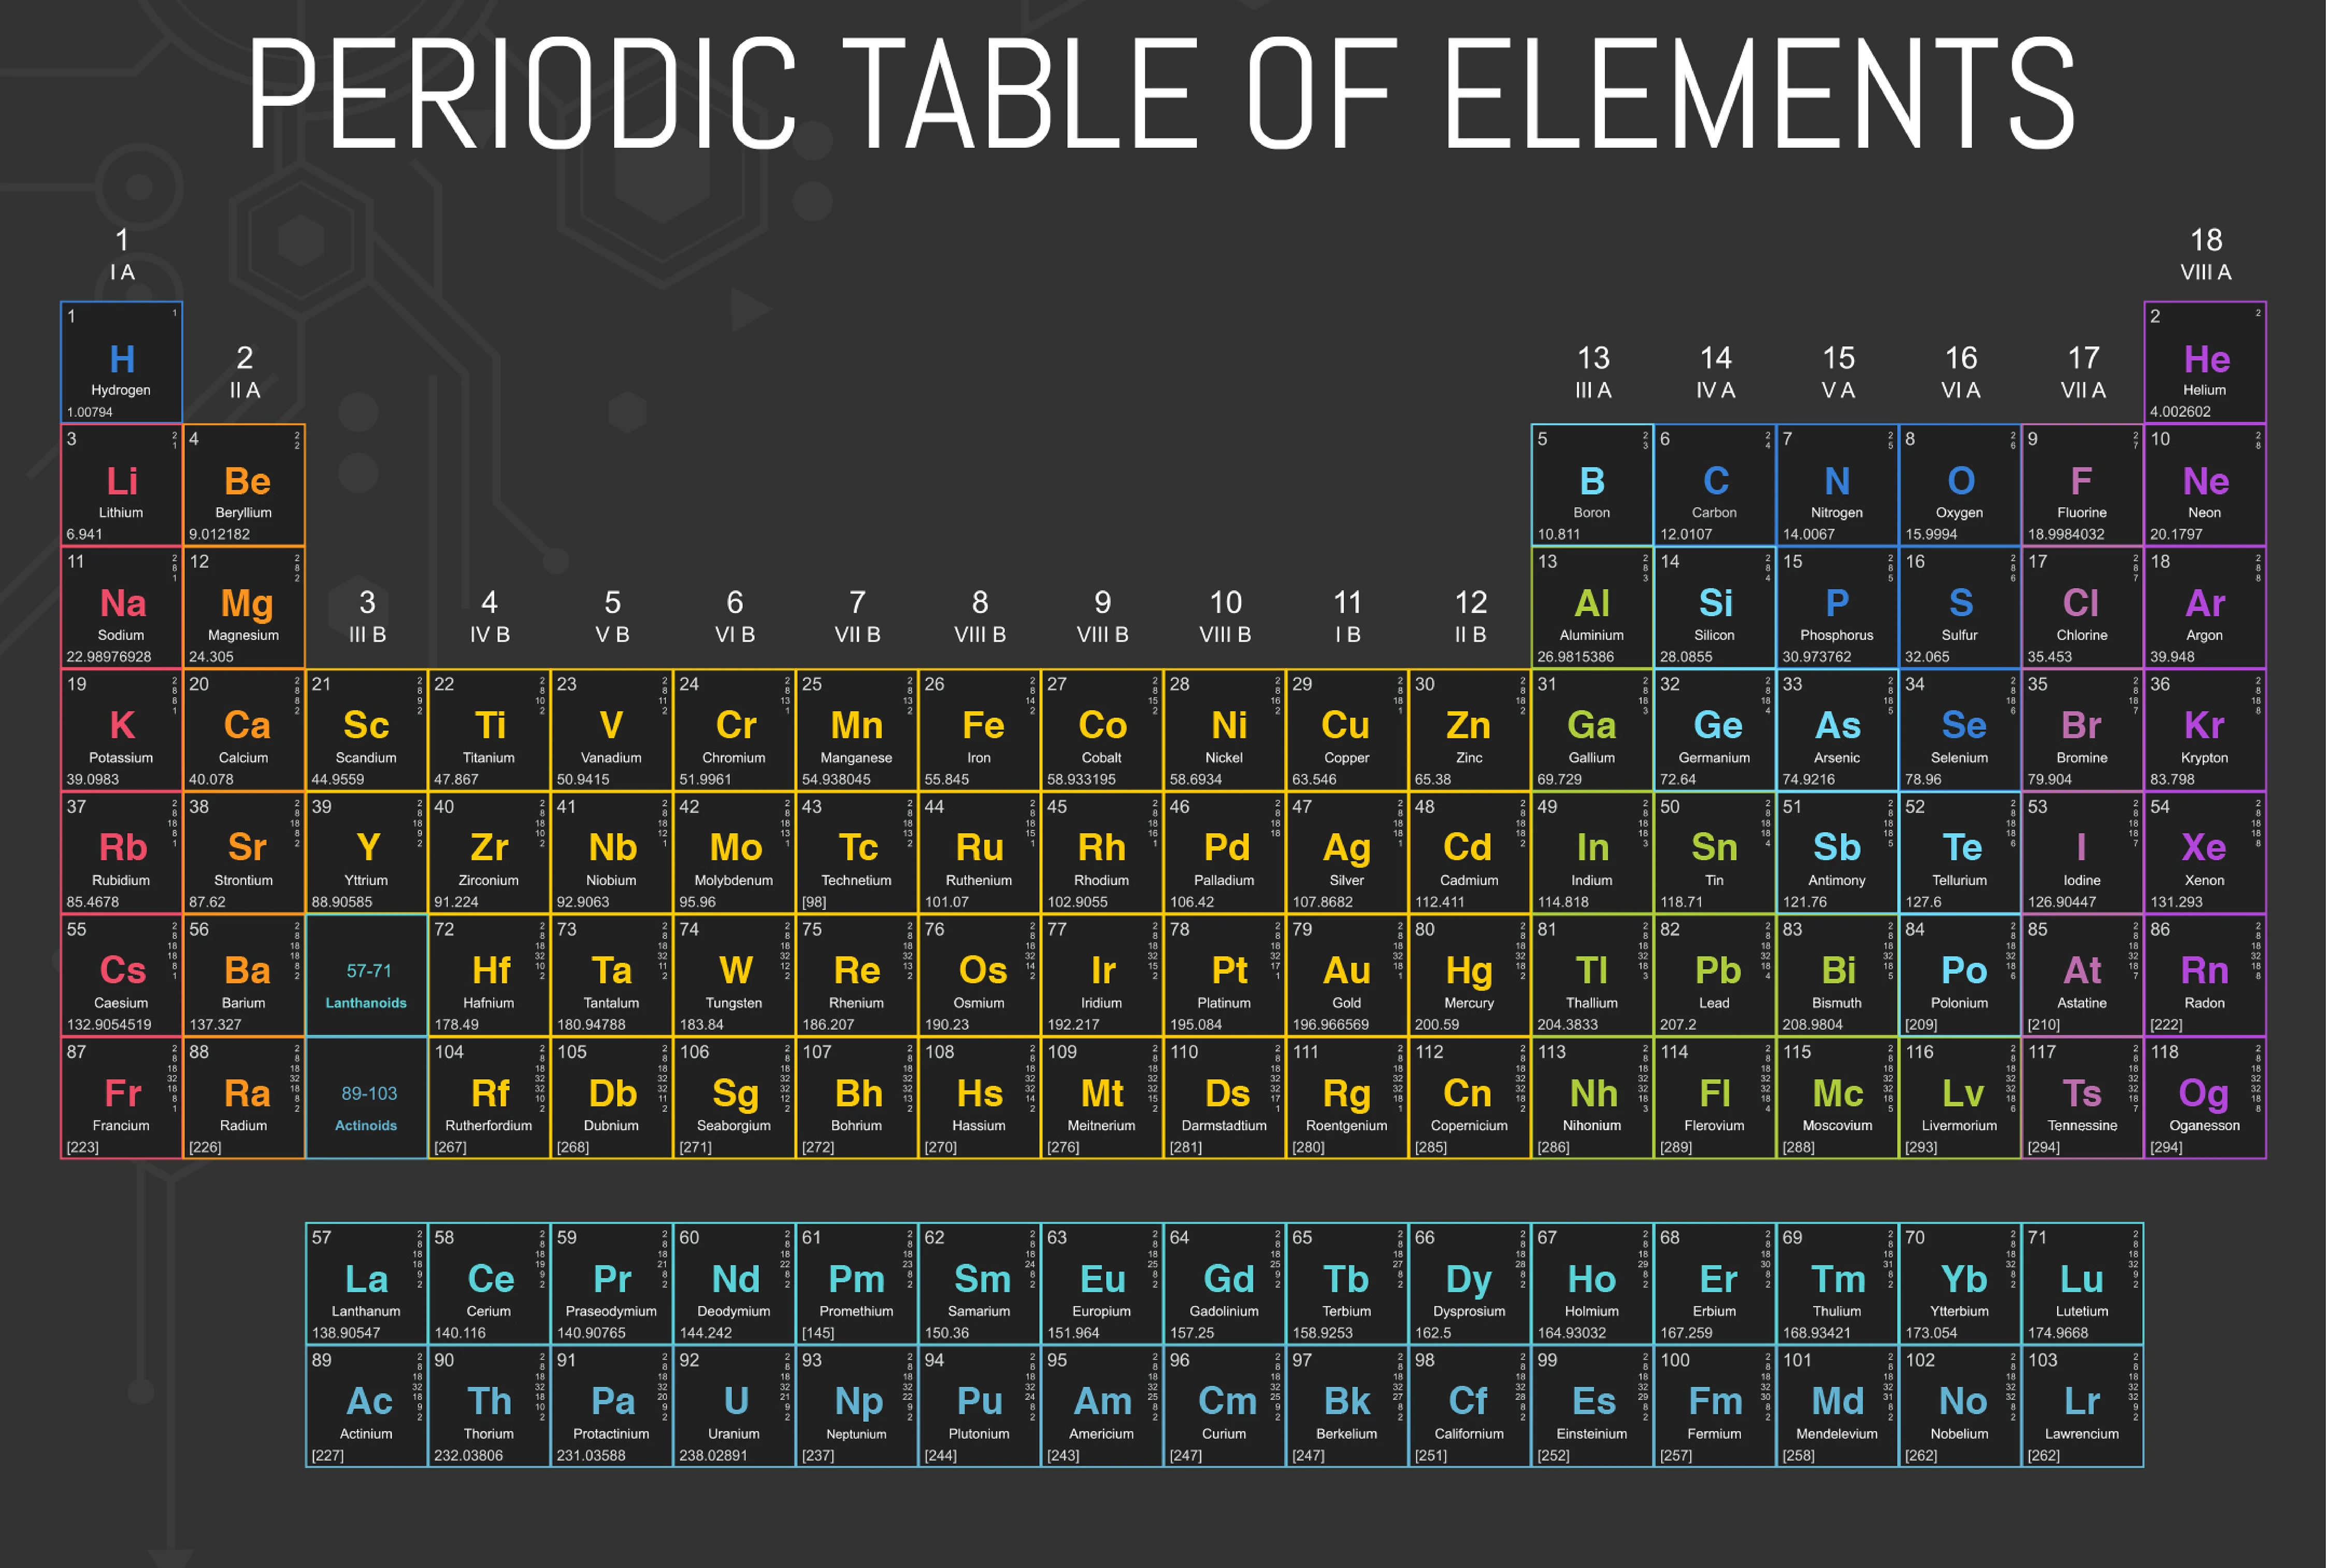 PERIODIC TABLE OF ELEMENTS
1 18
I A VIII A
1 2
H He
2 13 14 15 16 17
Hydrogen II A III A IV A V A VI A VII A Helium
1.00794 4.002602
3 4 5 6 7 8 9 10
Li Be B C N O F Ne
Lithium Beryllium Boron Carbon Nitrogen Oxygen Fluorine Neon
6.941 9.012182 10.811 12.0107 14.0067 15.9994 18.9984032 20.1797
11 12 13 14 15 16 17 18
Na Mg 3 4 5 6 7 8 9 10 11 12 Al Si P S Cl Ar
Sodium Magnesium III B IV B V B VI B VII B VIII B VIII B VIII B I B II B Aluminium Silicon Phosphorus Sulfur Chlorine Argon
22.98976928 24.305 26.9815386 28.0855 30.973762 32.065 35.453 39.948
19 20 21 22 23 24 25 26 27 28 29 30 31 32 33 34 35 36
K Ca Sc Ti V Cr Mn Fe Co Ni Cu Zn Ga Ge As Se Br Kr
Potassium Calcium Scandium Titanium Vanadium Chromium Manganese Iron Cobalt Nickel Copper Zinc Gallium Germanium Arsenic Selenium Bromine Krypton
39.0983 40.078 44.9559 47.867 50.9415 51.9961 54.938045 55.845 58.933195 58.6934 63.546 65.38 69.729 72.64 74.9216 78.96 79.904 83.798
37 38 39 40 41 42 43 44 45 46 47 48 49 50 51 52 53 54
Rb Sr Y Zr Nb Mo Tc Ru Rh Pd Ag Cd In Sn Sb Te I Xe
Rubidium Strontium Yttrium Zirconium Niobium Molybdenum Technetium Ruthenium Rhodium Palladium Silver Cadmium Indium Tin Antimony Tellurium Iodine Xenon
85.4678 87.62 88.90585 91.224 92.9063 95.96 [98] 101.07 102.9055 106.42 107.8682 112.411 114.818 118.71 121.76 127.6 126.90447 131.293
55 56 72 73 74 75 76 77 78 79 80 81 82 83 84 85 86
Cs Ba 57-71 Hf Ta W Re Os Ir Pt Au Hg Tl Pb Bi Po At Rn
Caesium Barium Lanthanoids Hafnium Tantalum Tungsten Rhenium Osmium Iridium Platinum Gold Mercury Thallium Lead Bismuth Polonium Astatine Radon
132.9054519 137.327 178.49 180.94788 183.84 186.207 190.23 192.217 195.084 196.966569 200.59 204.3833 207.2 208.9804 [209] [210] [222]
87 88 104 105 106 107 108 109 110 111 112 113 114 115 116 117 118
Fr Ra 89-103 Rf Db Sg Bh Hs Mt Ds Rg Cn Nh Fl Mc Lv Ts Og
Francium Radium Actinoids Rutherfordium Dubnium Seaborgium Bohrium Hassium Meitnerium Darmstadtium Roentgenium Copernicium Nihonium Flerovium Moscovium Livermorium Tennessine Oganesson
[223] [226] [267] [268] [271] [272] [270] [276] [281] [280] [285] [286] [289] [288] [293] [294] [294]
57 58 59 60 61 62 63 64 65 66 67 68 69 70 71
La Ce Pr Nd Pm Sm Eu Gd Tb Dy Ho Er Tm Yb Lu
Lanthanum Cerium Praseodymium Deodymium Promethium Samarium Europium Gadolinium Terbium Dysprosium Holmium Erbium Thulium Ytterbium Lutetium
138.90547 140.116 140.90765 144.242 [145] 150.36 151.964 157.25 158.9253 162.5 164.93032 167.259 168.93421 173.054 174.9668
89 90 91 92 93 94 95 96 97 98 99 100 101 102 103
Ac Th Pa U Np Pu Am Cm Bk Cf Es Fm Md No Lr
Actinium Thorium Protactinium Uranium Neptunium Plutonium Americium Curium Berkelium Californium Einsteinium Fermium Mendelevium Nobelium Lawrencium
[227] 232.03806 231.03588 238.02891 [237] [244] [243] [247] [247] [251] [252] [257] [258] [262] [262]